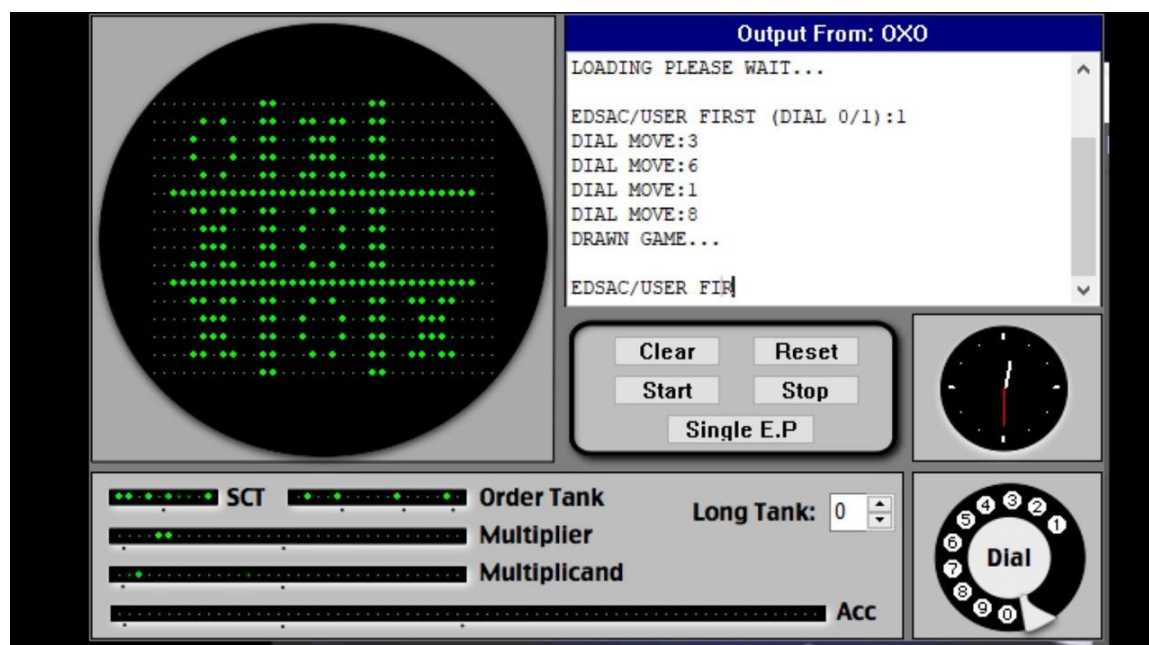 Output From: OXO
LOADING PLEASE WAIT...
EDSAC/USER FIRST (DIAL 0/1):1
DIAL MOVE:3
DIAL MOVE:6
DIAL MOVE:1
DIAL MOVE:8
DRAWN GAME...
EDSAC/USER FIR
Clear Reset
Start Stop
Single E.P
SCT Order Tank
Long Tank: 0
Multiplier
Multiplicand
Acc
1 2 3 4 5 6 7 8 9 0
Dial